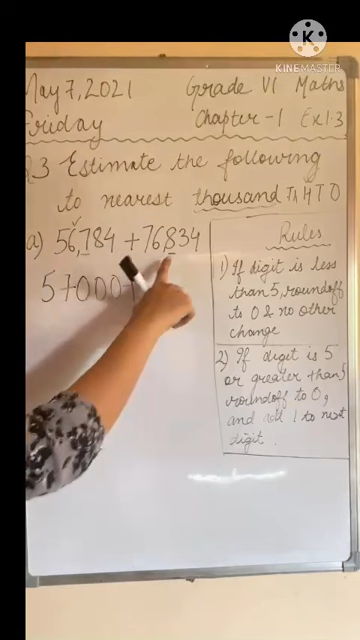 KINEMASTER
May 7, 2021 Grade VI Maths
Friday Chapter-1 Ex 1.3
Q3 Estimate the following
to nearest thousand Th H T O
a) 56,784 + 76,834
57000+
Rules
1) If digit is less
than 5, roundoff
to 0 & no other
change
2) If digit is 5
or greater than 5
roundoff to 0,
and add 1 to next
digit.